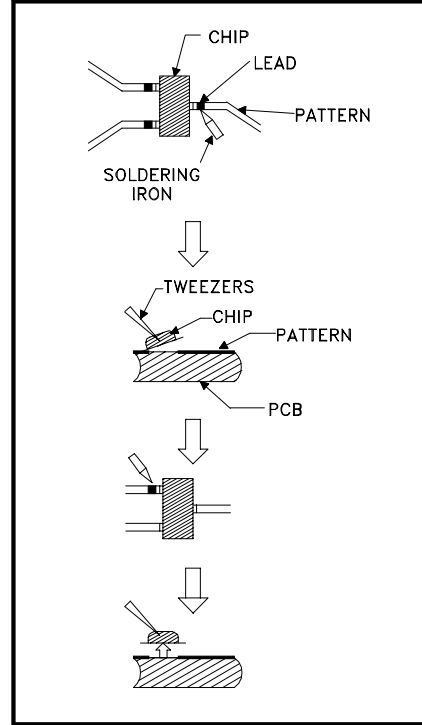 CHIP
LEAD
PATTERN
SOLDERING
IRON
TWEEZERS
CHIP
PATTERN
PCB